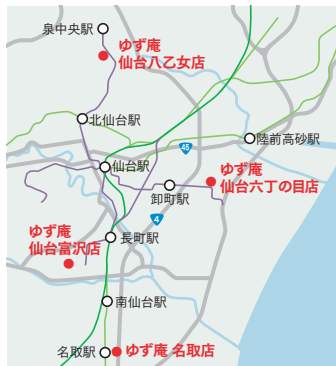 泉中央駅
ゆず庵
仙台八乙女店
北仙台駅
陸前高砂駅
45
仙台駅
ゆず庵
仙台六丁の目店
卸町駅
4
ゆず庵
仙台富沢店
長町駅
南仙台駅
名取駅
ゆず庵 名取店